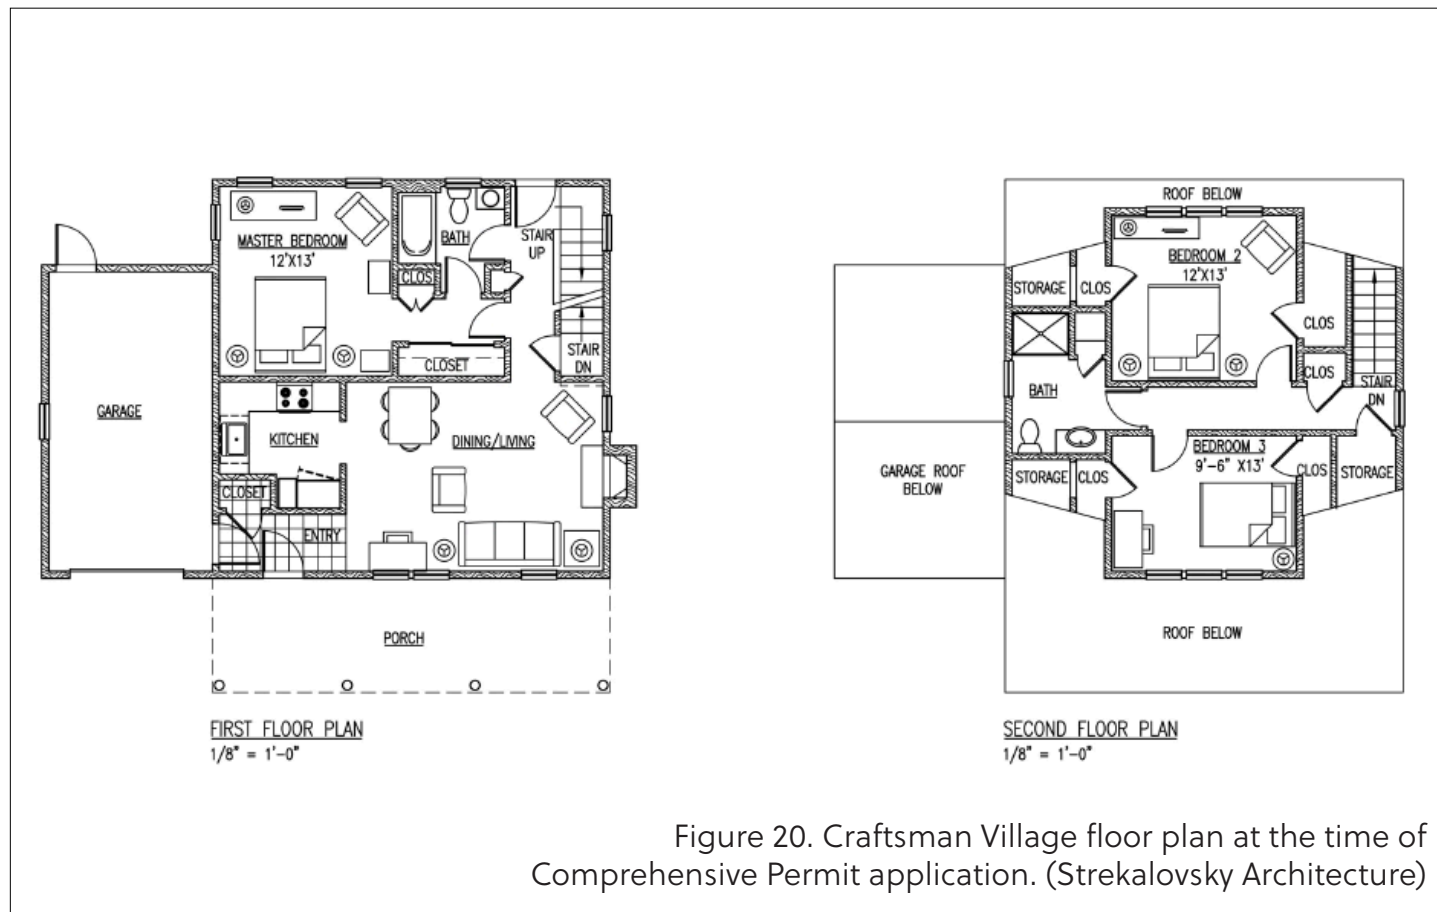 MASTER BEDROOM
12'X13'
BATH
STAIR
UP
CLOS
CLOSET
STAIR
DN
GARAGE
KITCHEN
DINING/LIVING
CLOSET
ENTRY
PORCH
FIRST FLOOR PLAN
1/8" = 1'-0"
ROOF BELOW
BEDROOM 2
12'X13'
STORAGE
CLOS
CLOS
CLOS
STAIR
DN
BATH
BEDROOM 3
9'-6" X13'
STORAGE
CLOS
CLOS
STORAGE
GARAGE ROOF
BELOW
ROOF BELOW
SECOND FLOOR PLAN
1/8" = 1'-0"
Figure 20. Craftsman Village floor plan at the time of
Comprehensive Permit application. (Strekalovsky Architecture)